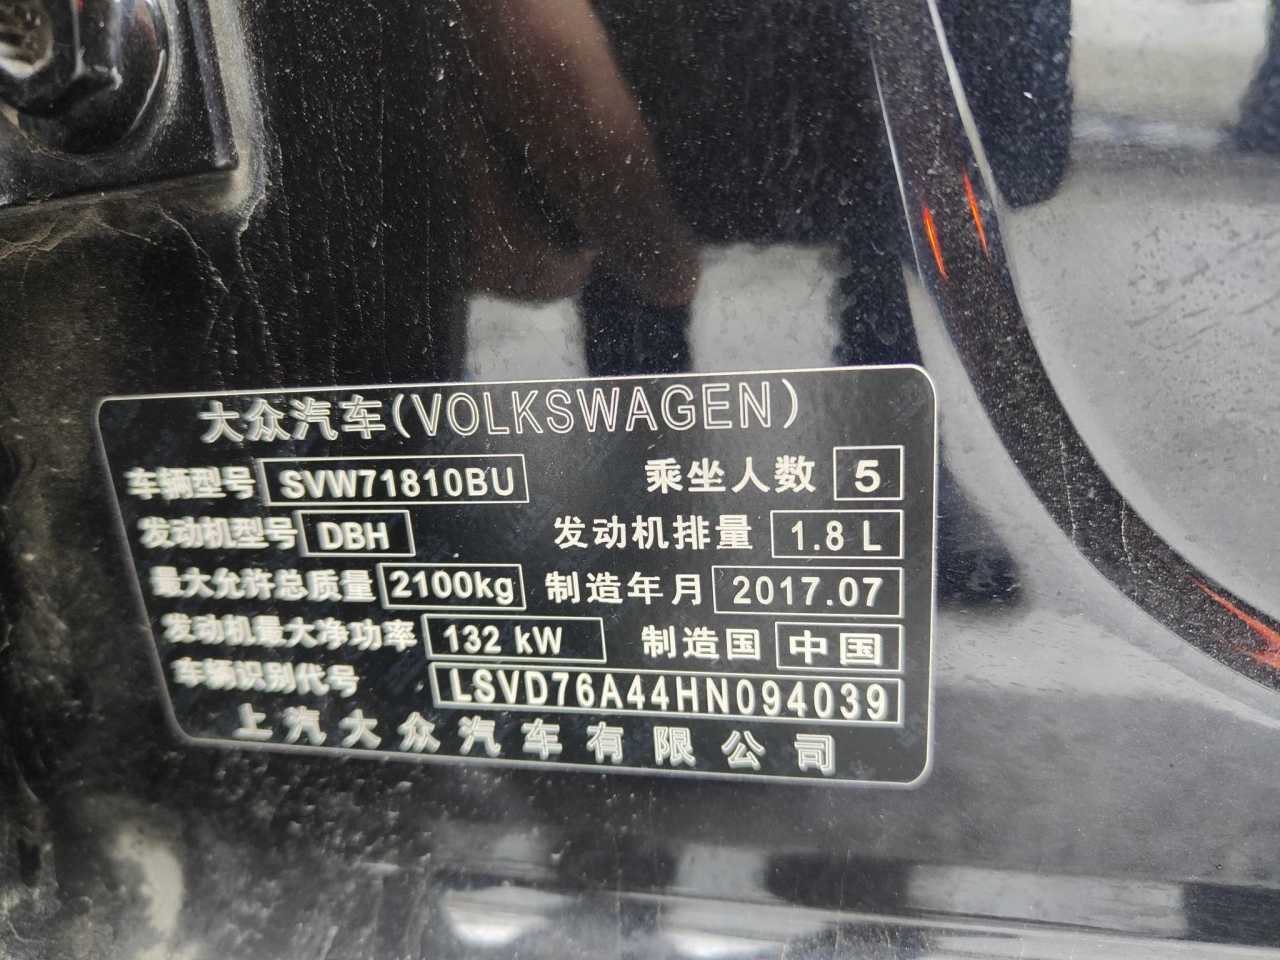 大众汽车(VOLKSWAGEN)
车辆型号 SVW71810BU 乘坐人数 5
发动机型号 DBH 发动机排量 1.8 L
最大允许总质量 2100kg 制造年月 2017.07
发动机最大净功率 132 kW 制造国 中国
车辆识别代号 LSVD76A44HN094039
上汽大众汽车有限公司